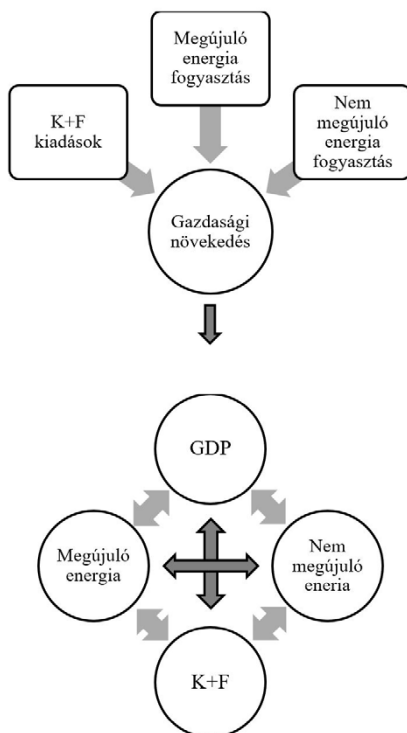 Megújuló
energia
fogyasztás
K+F
kiadások
Nem
megújuló
energia
fogyasztás
Gazdasági
növekedés
GDP
Megújuló
energia
Nem
megújuló
eneria
K+F